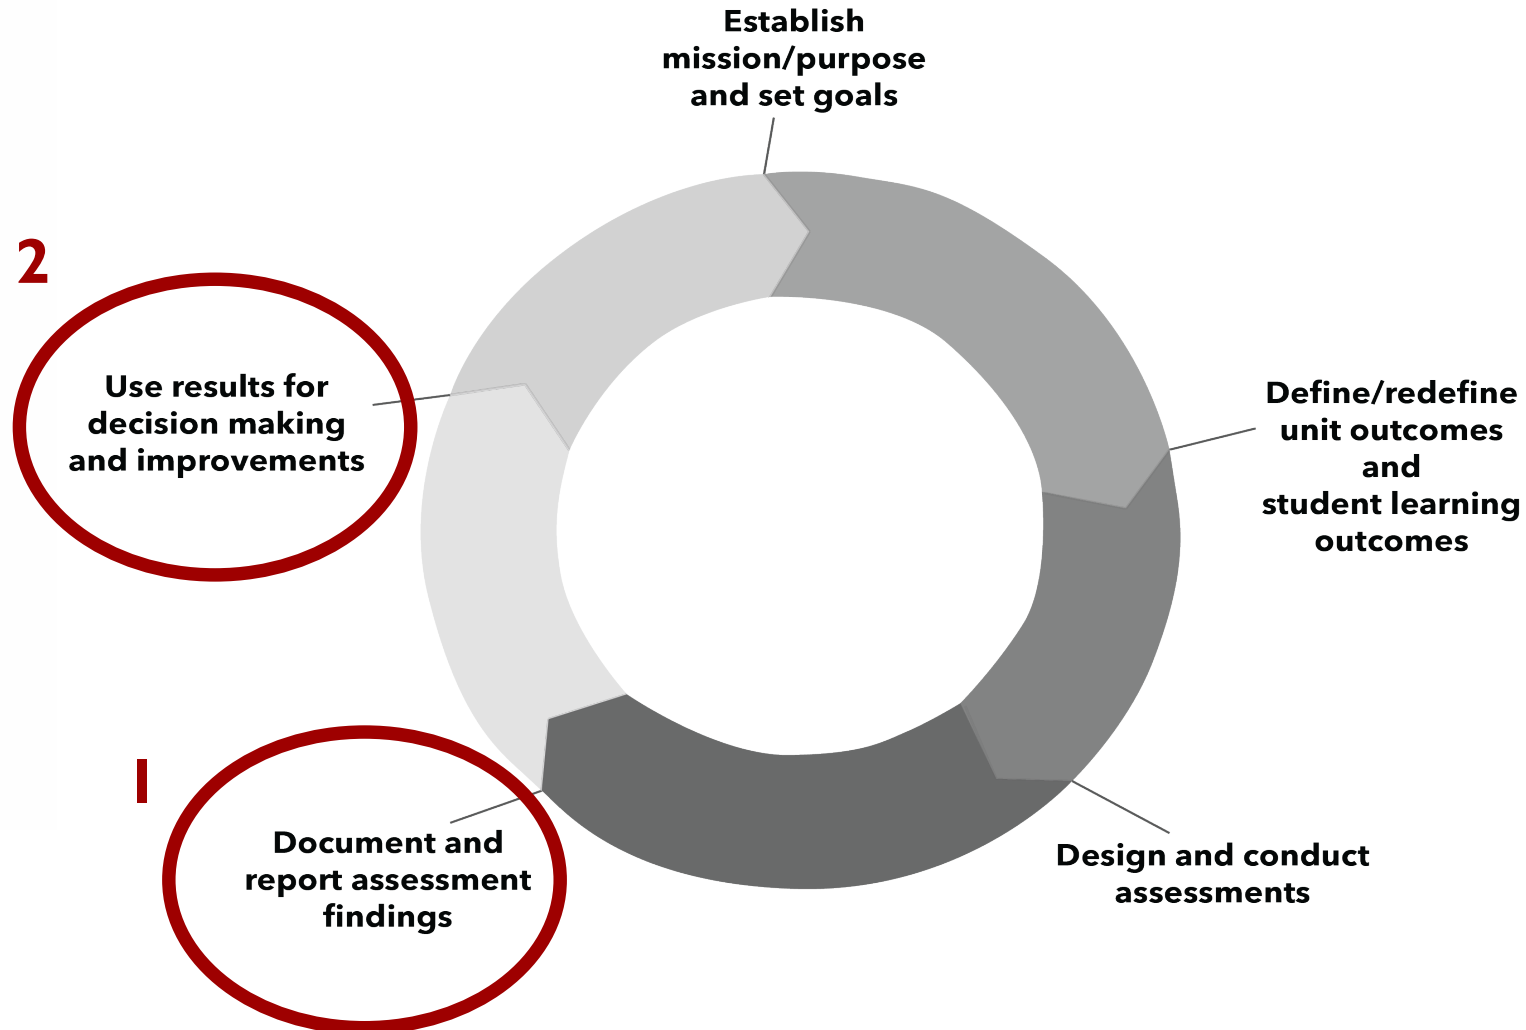 Establish
mission/purpose
and set goals
Define/redefine
unit outcomes
and
student learning
outcomes
Design and conduct
assessments
1
Document and
report assessment
findings
2
Use results for
decision making
and improvements